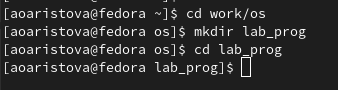 [aoaristova@fedora ~]$ cd work/os
[aoaristova@fedora os]$ mkdir lab_prog
[aoaristova@fedora os]$ cd lab_prog
[aoaristova@fedora lab_prog]$